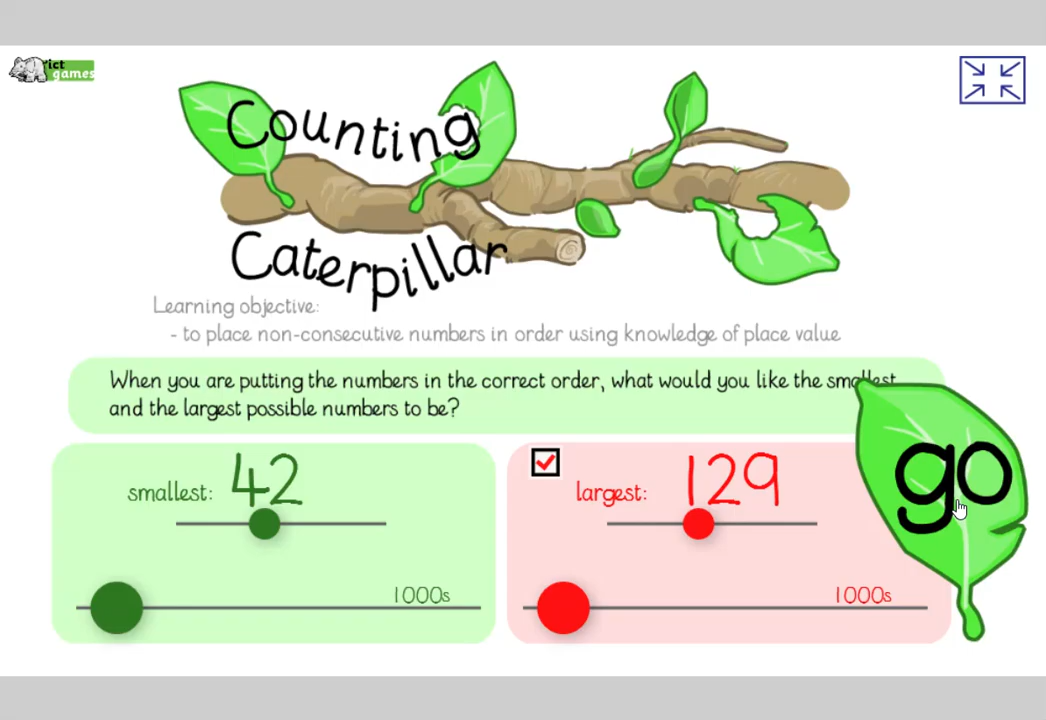 ict
games
Counting
Caterpillar
Learning objective:
- to place non-consecutive numbers in order using knowledge of place value
When you are putting the numbers in the correct order, what would you like the smallest
and the largest possible numbers to be?
smallest: 42
1000s
largest: 129
1000s
go